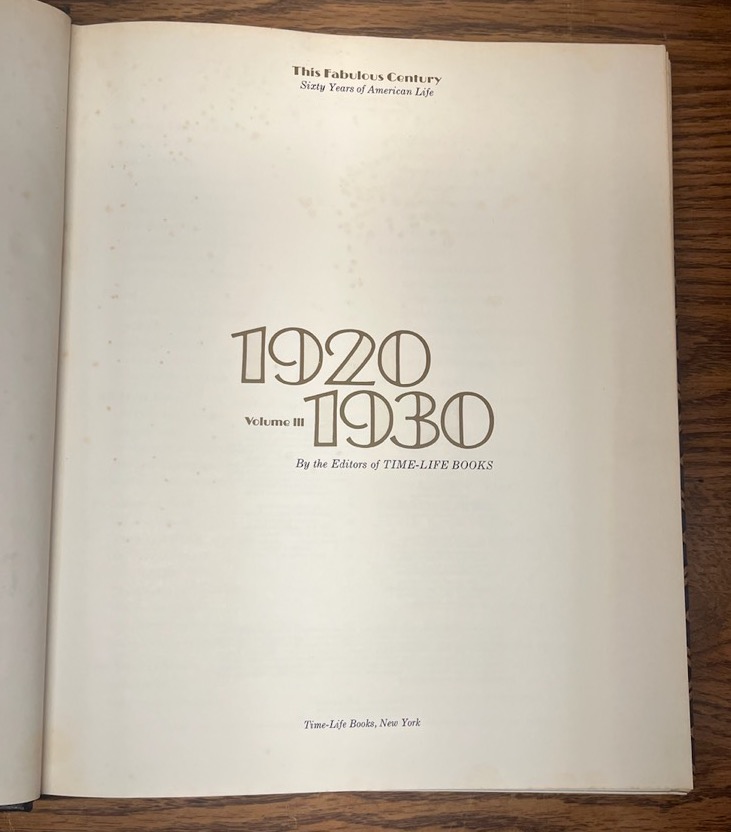 This Fabulous Century
Sixty Years of American Life
1920
Volume III 1930
By the Editors of TIME-LIFE BOOKS
Time-Life Books, New York